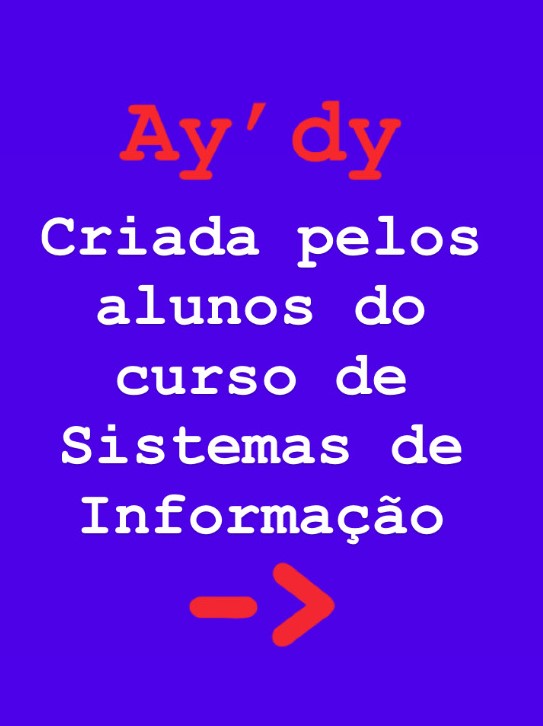 Ay’dy
Criada pelos
alunos do
curso de
Sistemas de
Informação
->